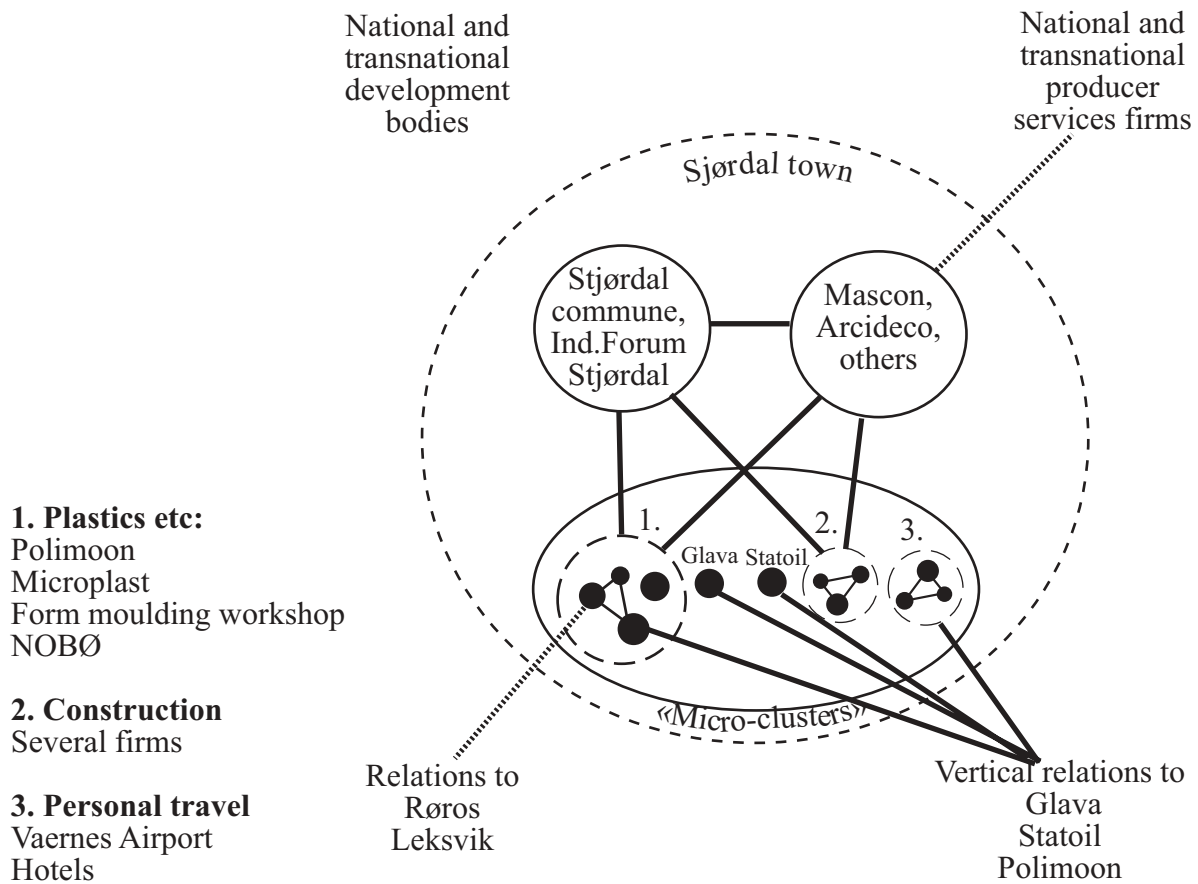 National and
transnational
development
bodies
National and
transnational
producer
services firms
Sjørdal town
Stjørdal
commune,
Ind.Forum
Stjørdal
Mascon,
Arcideco,
others
1.
2.
3.
Glava
Statoil
«Micro-clusters»
1. Plastics etc:
Polimoon
Microplast
Form moulding workshop
NOBØ
2. Construction
Several firms
3. Personal travel
Vaernes Airport
Hotels
Relations to
Røros
Leksvik
Vertical relations to
Glava
Statoil
Polimoon